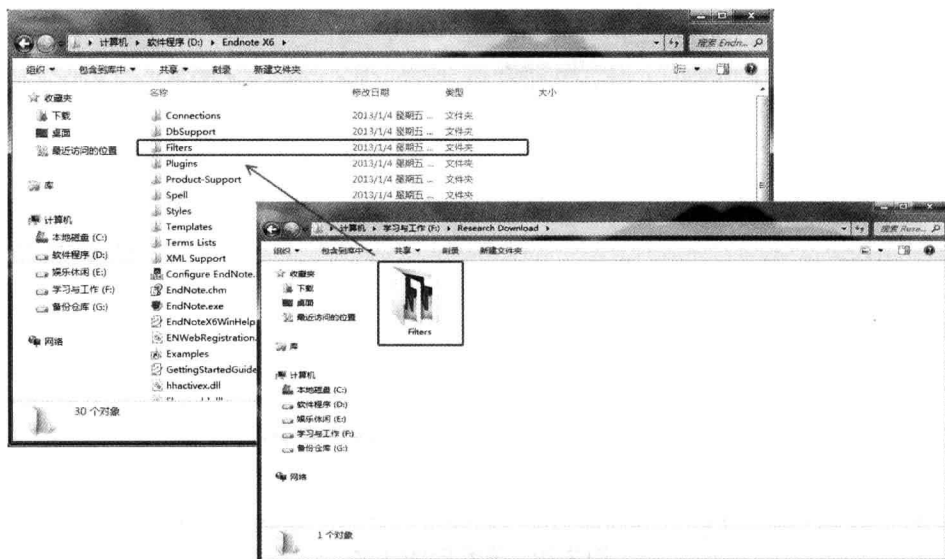 计算机 ▸ 软件程序 (D:) ▸ Endnote X6 ▸
搜索 Endn...
组织 包含到库中 共享 刻录 新建文件夹
名称 修改日期 类型 大小
收藏夹
下载
桌面
最近访问的位置
库
计算机
本地磁盘 (C:)
软件程序 (D:)
娱乐休闲 (E:)
学习与工作 (F:)
备份仓库 (G:)
网络
Connections 2013/1/4 星期五 ... 文件夹
DbSupport 2013/1/4 星期五 ... 文件夹
Filters 2013/1/4 星期五 ... 文件夹
Plugins 2013/1/4 星期五 ... 文件夹
Product-Support 2013/1/4 星期五 ... 文件夹
Spell 2013/1/4 星期五 ... 文件夹
Styles
Templates
Terms Lists
XML Support
Configure EndNote.
EndNote.chm
EndNote.exe
EndNoteX6WinHelp
ENWebRegistration.
Examples
GettingStartedGuide
hhactivex.dll
30 个对象
计算机 ▸ 学习与工作 (F:) ▸ Research Download ▸
搜索 Rese...
组织 包含到库中 共享 刻录 新建文件夹
收藏夹
下载
桌面
最近访问的位置
库
计算机
本地磁盘 (C:)
软件程序 (D:)
娱乐休闲 (E:)
学习与工作 (F:)
备份仓库 (G:)
网络
Filters
1 个对象